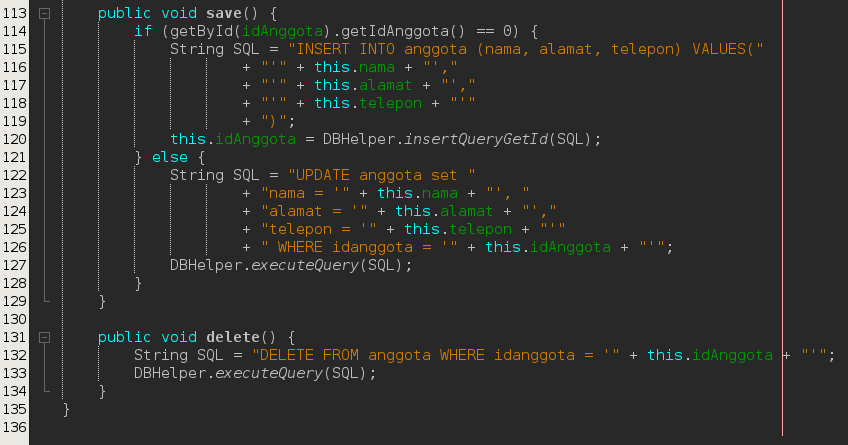 113 public void save() {
114 if (getById(idAnggota).getIdAnggota() == 0) {
115 String SQL = "INSERT INTO anggota (nama, alamat, telepon) VALUES("
116 + "'" + this.nama + "',"
117 + "'" + this.alamat + "',"
118 + "'" + this.telepon + "'"
119 + ")";
120 this.idAnggota = DBHelper.insertQueryGetId(SQL);
121 } else {
122 String SQL = "UPDATE anggota set "
123 + "nama = '" + this.nama + "', "
124 + "alamat = '" + this.alamat + "',"
125 + "telepon = '" + this.telepon + "'"
126 + " WHERE idanggota = '" + this.idAnggota + "'";
127 DBHelper.executeQuery(SQL);
128 }
129 }
130
131 public void delete() {
132 String SQL = "DELETE FROM anggota WHERE idanggota = '" + this.idAnggota + "'";
133 DBHelper.executeQuery(SQL);
134 }
135 }
136